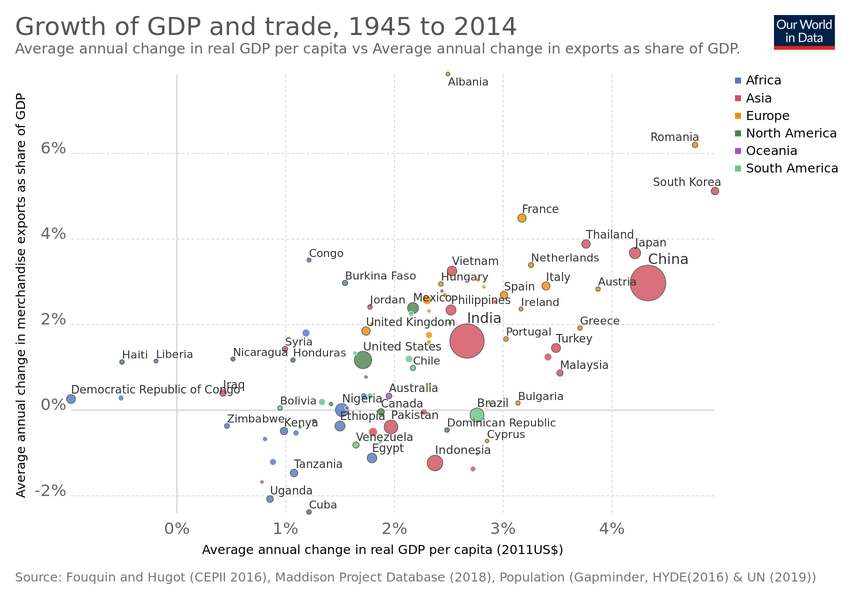 Growth of GDP and trade, 1945 to 2014
Average annual change in real GDP per capita vs Average annual change in exports as share of GDP.
Our World
in Data
Average annual change in merchandise exports as share of GDP
6%
4%
2%
0%
-2%
Albania
Romania
South Korea
France
Thailand
Japan
Congo
Netherlands
China
Vietnam
Burkina Faso
Hungary
Italy
Austria
Spain
Jordan
Mexico
Philippines
Ireland
United Kingdom
India
Greece
Portugal
Syria
Turkey
Haiti
Liberia
Nicaragua
Honduras
United States
Chile
Malaysia
Democratic Republic of Congo
Iraq
Australia
Bolivia
Nigeria
Canada
Brazil
Bulgaria
Zimbabwe
Kenya
Ethiopia
Pakistan
Dominican Republic
Venezuela
Cyprus
Egypt
Indonesia
Tanzania
Uganda
Cuba
0%
1%
2%
3%
4%
Average annual change in real GDP per capita (2011US$)
Africa
Asia
Europe
North America
Oceania
South America
Source: Fouquin and Hugot (CEPII 2016), Maddison Project Database (2018), Population (Gapminder, HYDE(2016) & UN (2019))